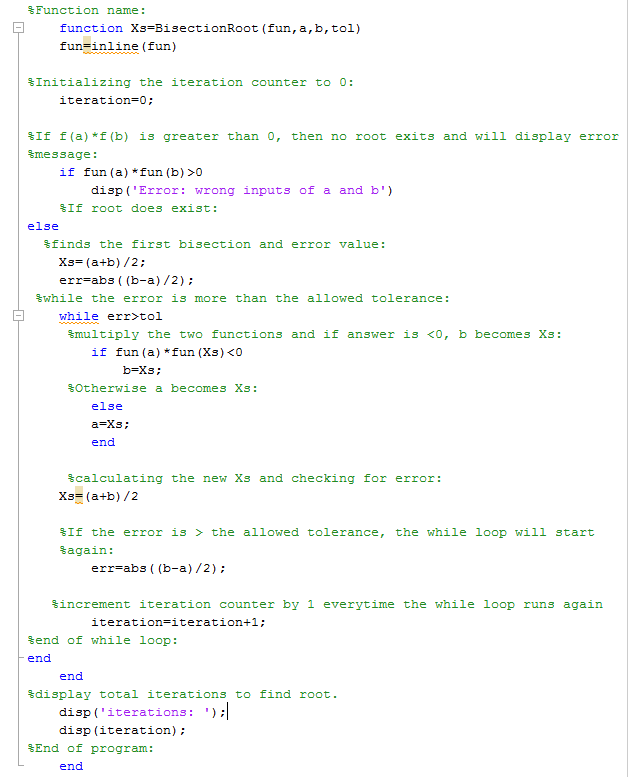 %Function name:
function Xs=BisectionRoot(fun,a,b,tol)
fun=inline(fun)
%Initializing the iteration counter to 0:
iteration=0;
%If f(a)*f(b) is greater than 0, then no root exits and will display error
%message:
if fun(a)*fun(b)>0
disp('Error: wrong inputs of a and b')
%If root does exist:
else
%finds the first bisection and error value:
Xs=(a+b)/2;
err=abs((b-a)/2);
%while the error is more than the allowed tolerance:
while err>tol
%multiply the two functions and if answer is <0, b becomes Xs:
if fun(a)*fun(Xs)<0
b=Xs;
%Otherwise a becomes Xs:
else
a=Xs;
end
%calculating the new Xs and checking for error:
Xs=(a+b)/2
%If the error is > the allowed tolerance, the while loop will start
%again:
err=abs((b-a)/2);
%increment iteration counter by 1 everytime the while loop runs again
iteration=iteration+1;
%end of while loop:
end
end
%display total iterations to find root.
disp('iterations: ');
disp(iteration);
%End of program:
end